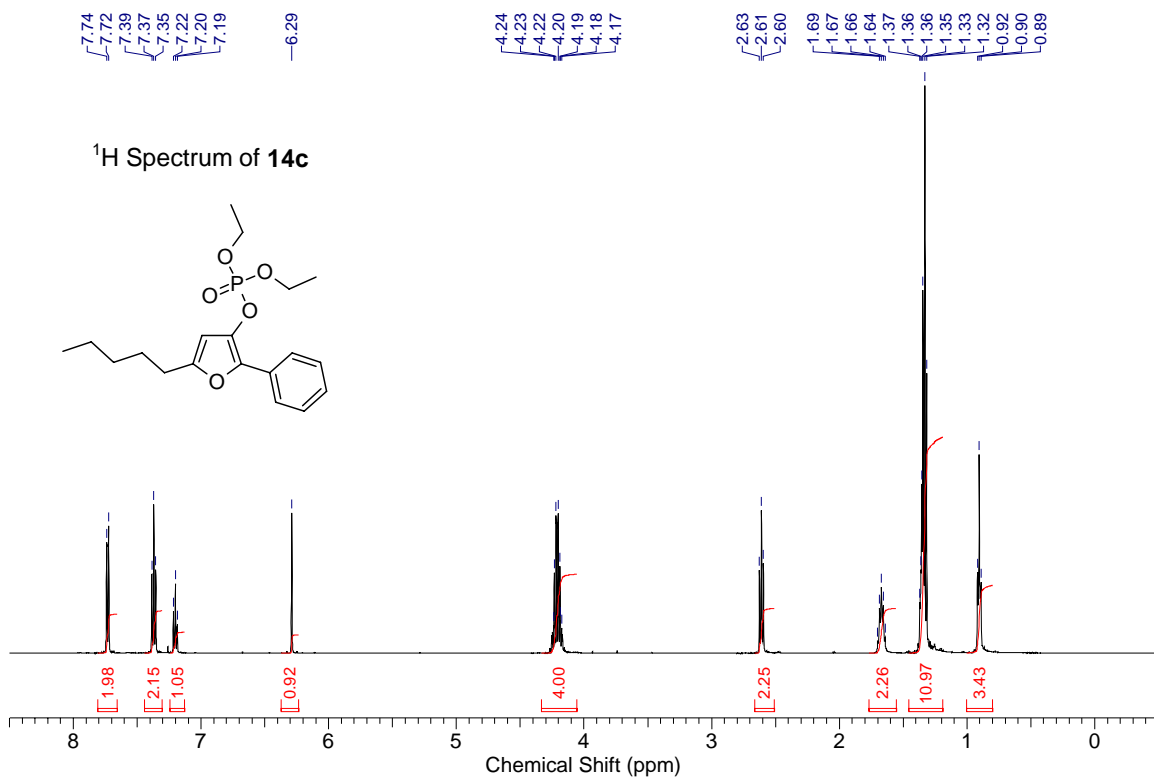 7.74 7.72 7.39 7.37 7.35 7.22 7.20 7.19 6.29 4.24 4.23 4.22 4.20 4.19 4.18 4.17 2.63 2.61 2.60 1.69 1.67 1.66 1.64 1.37 1.36 1.36 1.35 1.33 1.32 0.92 0.90 0.89
¹H Spectrum of 14c
O
P O
O
O
O
1.98 2.15 1.05 0.92 4.00 2.25 2.26 10.97 3.43
8 7 6 5 4 3 2 1 0
Chemical Shift (ppm)